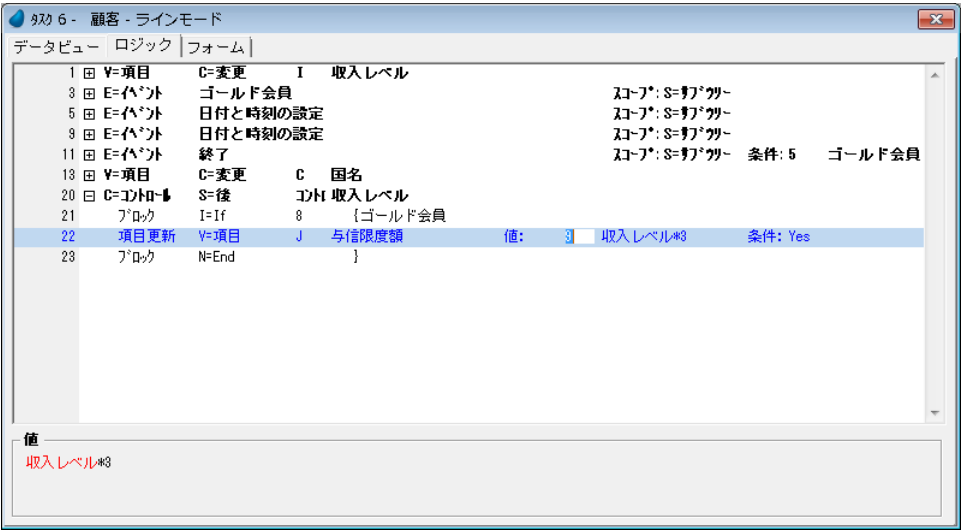 ﾀｽｸ 6 - 顧客 - ラインモード
データビュー ロジック フォーム
1 V=項目 C=変更 I 収入レベル
3 E=ｲﾍﾞﾝﾄ ゴールド会員 ｽｺｰﾌﾟ: S=ｻﾌﾞﾂﾘｰ
5 E=ｲﾍﾞﾝﾄ 日付と時刻の設定 ｽｺｰﾌﾟ: S=ｻﾌﾞﾂﾘｰ
9 E=ｲﾍﾞﾝﾄ 日付と時刻の設定 ｽｺｰﾌﾟ: S=ｻﾌﾞﾂﾘｰ
11 E=ｲﾍﾞﾝﾄ 終了 ｽｺｰﾌﾟ: S=ｻﾌﾞﾂﾘｰ 条件: 5 ゴールド会員
13 V=項目 C=変更 C 国名
20 C=ｺﾝﾄﾛｰﾙ S=後 ｺﾝﾄﾛ 収入レベル
21 ﾌﾞﾛｯｸ I=If 8 {ゴールド会員
22 項目更新 V=項目 J 与信限度額 値: 9 収入レベル*3 条件: Yes
23 ﾌﾞﾛｯｸ N=End }
値
収入レベル*3